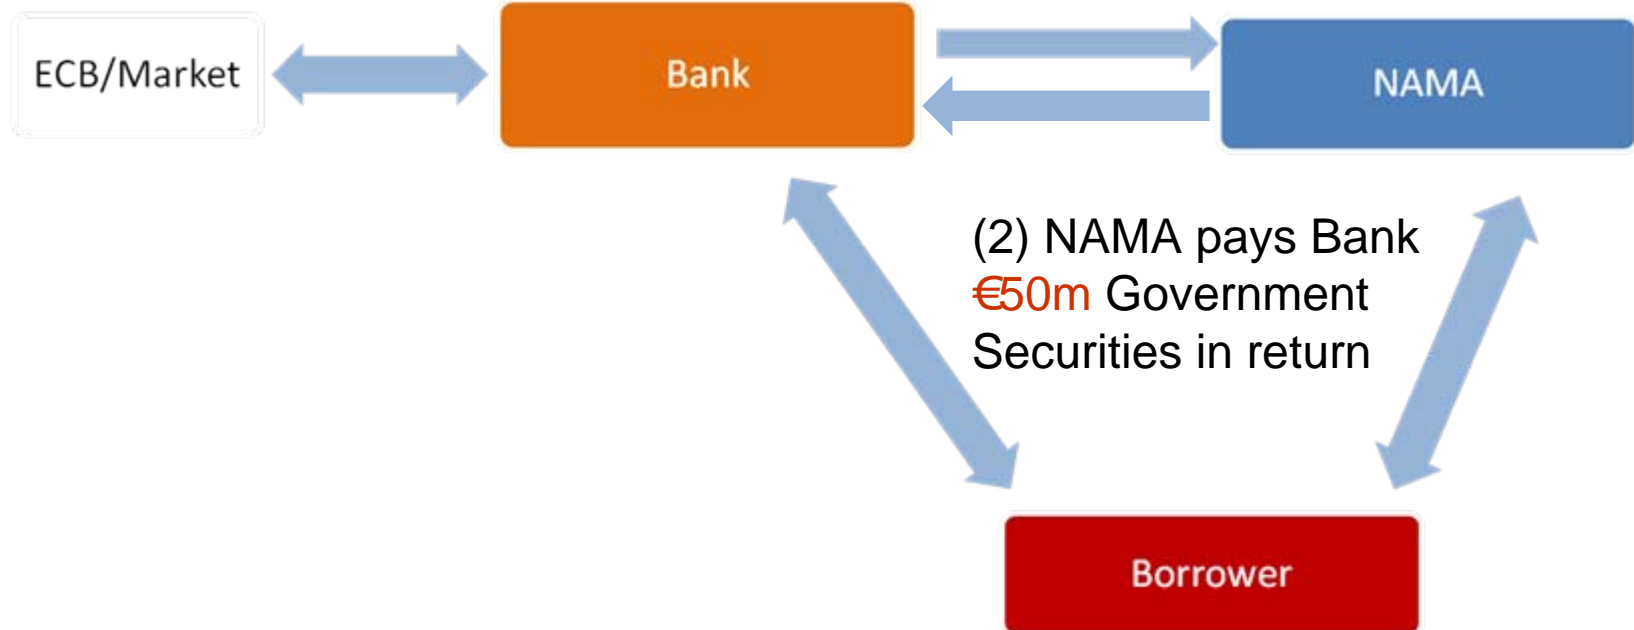 ECB/Market
Bank
NAMA
(2) NAMA pays Bank
€50m Government
Securities in return
Borrower